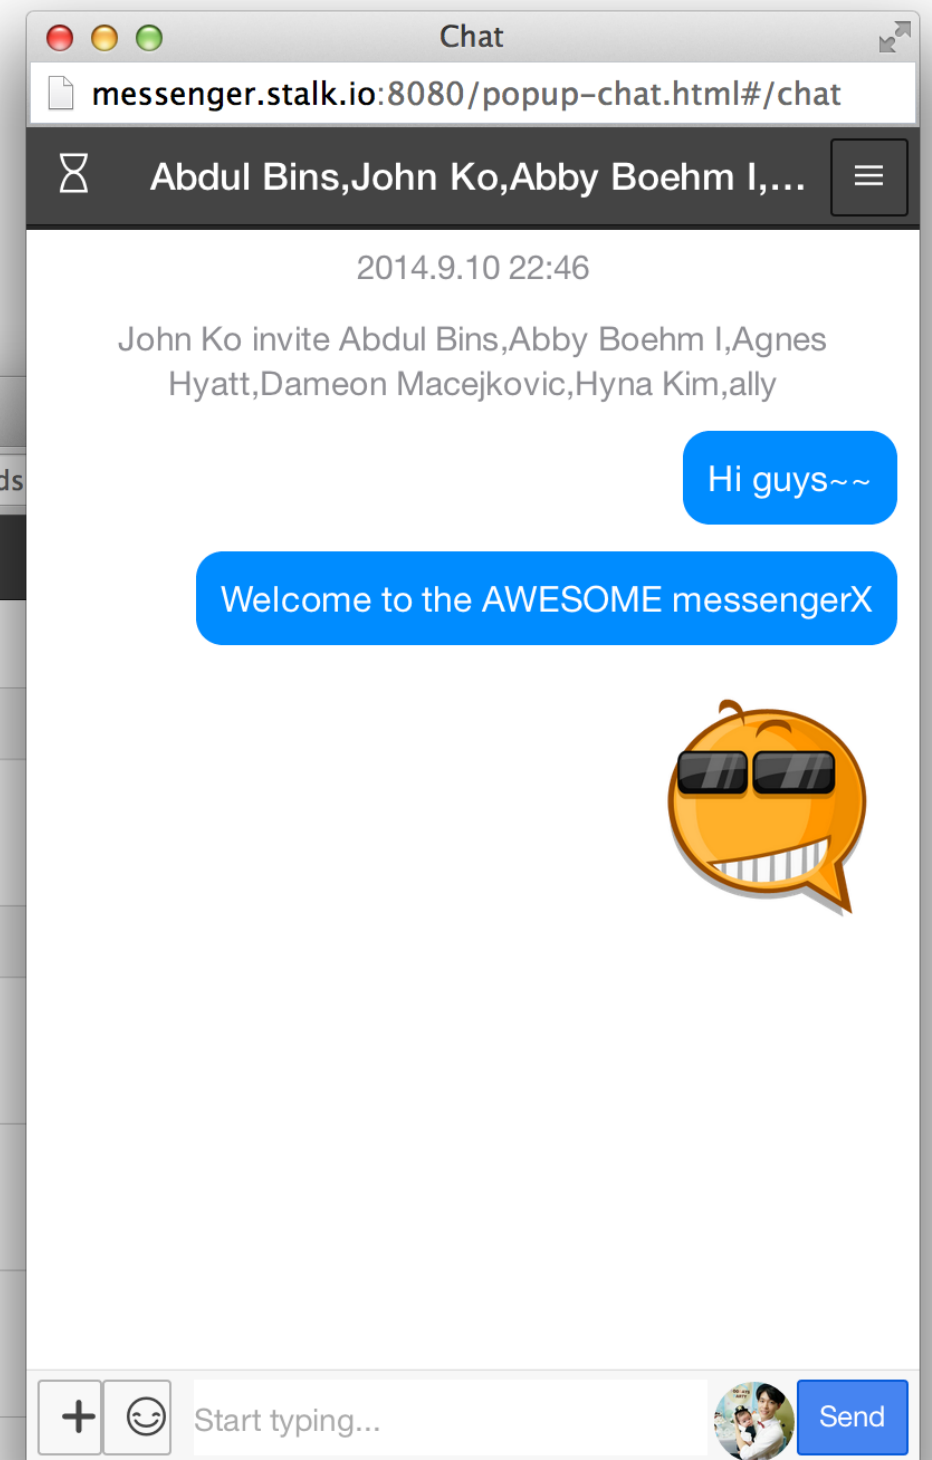 Chat
messenger.stalk.io:8080/popup-chat.html#/chat
Abdul Bins,John Ko,Abby Boehm I,...
2014.9.10 22:46
John Ko invite Abdul Bins,Abby Boehm I,Agnes
Hyatt,Dameon Macejkovic,Hyna Kim,ally
ds
Hi guys~~
Welcome to the AWESOME messengerX
Start typing...
Send